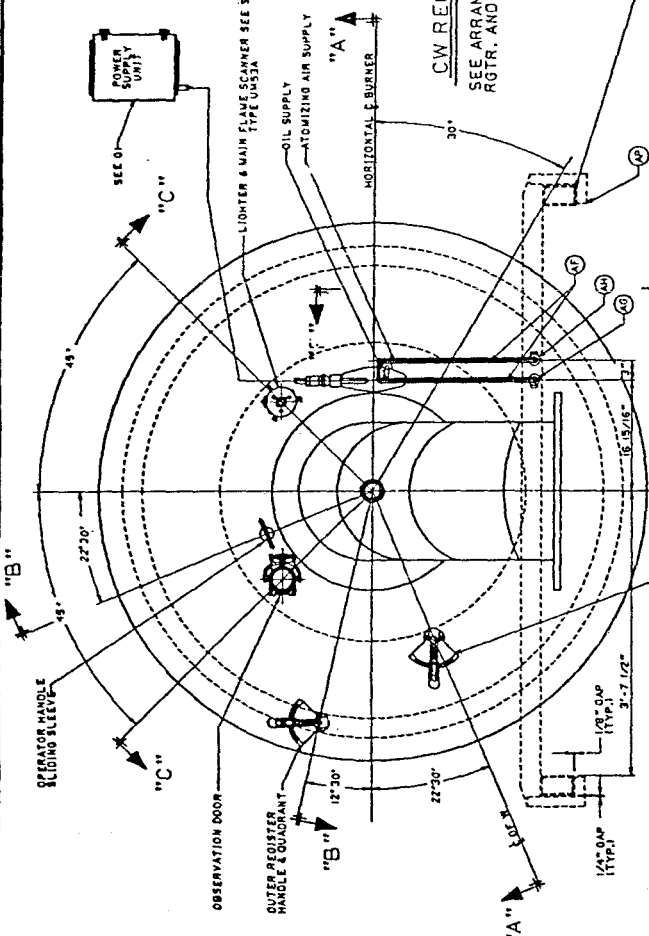 POWER
SUPPLY
UNIT
SEE 01
"C"
LIGHTER & MAIN FLAME SCANNER SEE
TYPE UMS3A
OIL SUPPLY
ATOMIZING AIR SUPPLY
"A"
HORIZONTAL C BURNER
CW
SEE ARRAN
RGTR. AND
30°
45°
22°30'
"B"
45°
OPERATOR HANDLE
SLIDING SLEEVE
"C"
OBSERVATION DOOR
OUTER REGISTER
HANDLE & QUADRANT
"B"
12°30'
22°30'
"A"
AP
AF
AH
AG
16 15/16"
3'-7 1/2"
1/8" GAP
(TYP.)
1/4" GAP
(TYP.)